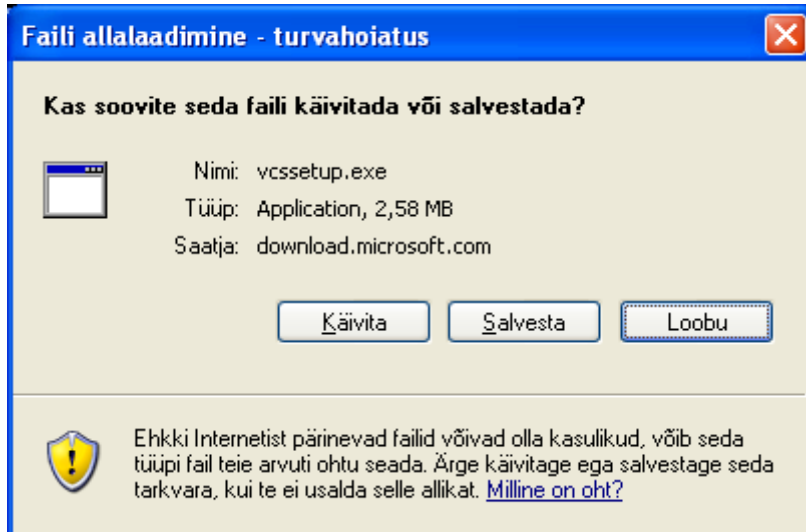 Faili allalaadimine - turvahoiatus
Kas soovite seda faili käivitada või salvestada?
Nimi: vcssetup.exe
Tüüp: Application, 2,58 MB
Saatja: download.microsoft.com
Käivita Salvesta Loobu
Ehkki Internetist pärinevad failid võivad olla kasulikud, võib seda
tüüpi fail teie arvuti ohtu seada. Ärge käivitage ega salvestage seda
tarkvara, kui te ei usalda selle allikat. Milline on oht?